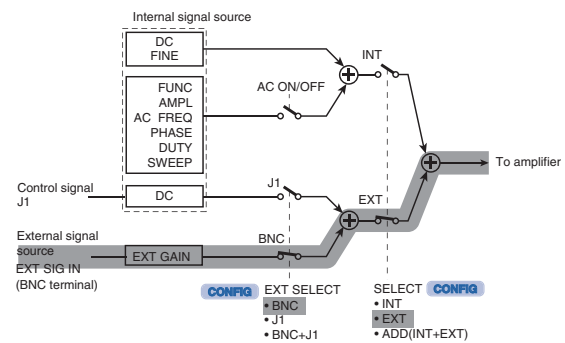 Internal signal source
DC
FINE
INT
FUNC
AMPL
AC FREQ
PHASE
DUTY
SWEEP
AC ON/OFF
To amplifier
Control signal
J1
DC
J1
EXT
External signal
source
EXT SIG IN
(BNC terminal)
EXT GAIN
BNC
CONFIG EXT SELECT
• BNC
• J1
• BNC+J1
SELECT CONFIG
• INT
• EXT
• ADD(INT+EXT)